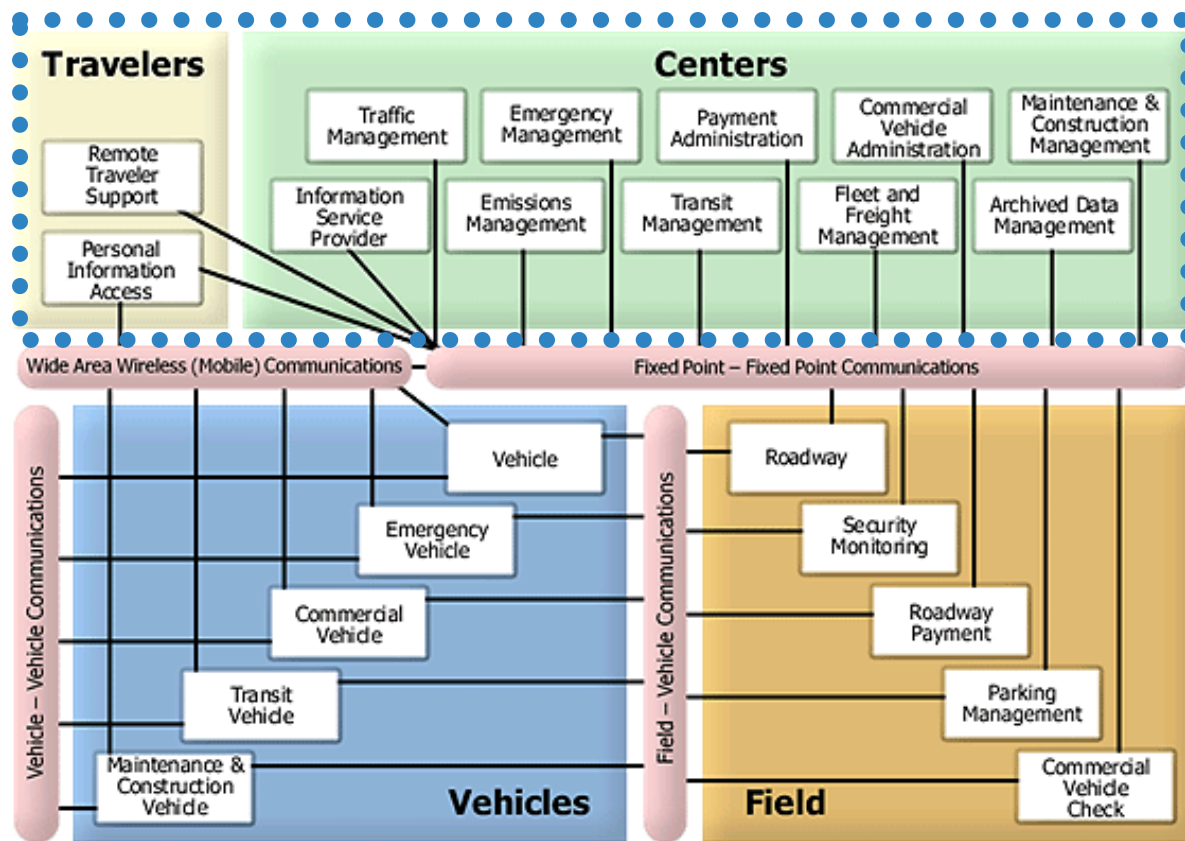 Travelers
Centers
Traffic
Management
Emergency
Management
Payment
Administration
Commercial
Vehicle
Administration
Maintenance &
Construction
Management
Remote
Traveler
Support
Information
Service
Provider
Emissions
Management
Transit
Management
Fleet and
Freight
Management
Archived Data
Management
Personal
Information
Access
Wide Area Wireless (Mobile) Communications
Fixed Point – Fixed Point Communications
Vehicle – Vehicle Communications
Vehicle
Emergency
Vehicle
Commercial
Vehicle
Transit
Vehicle
Maintenance &
Construction
Vehicle
Vehicles
Field – Vehicle Communications
Roadway
Security
Monitoring
Roadway
Payment
Parking
Management
Commercial
Vehicle
Check
Field